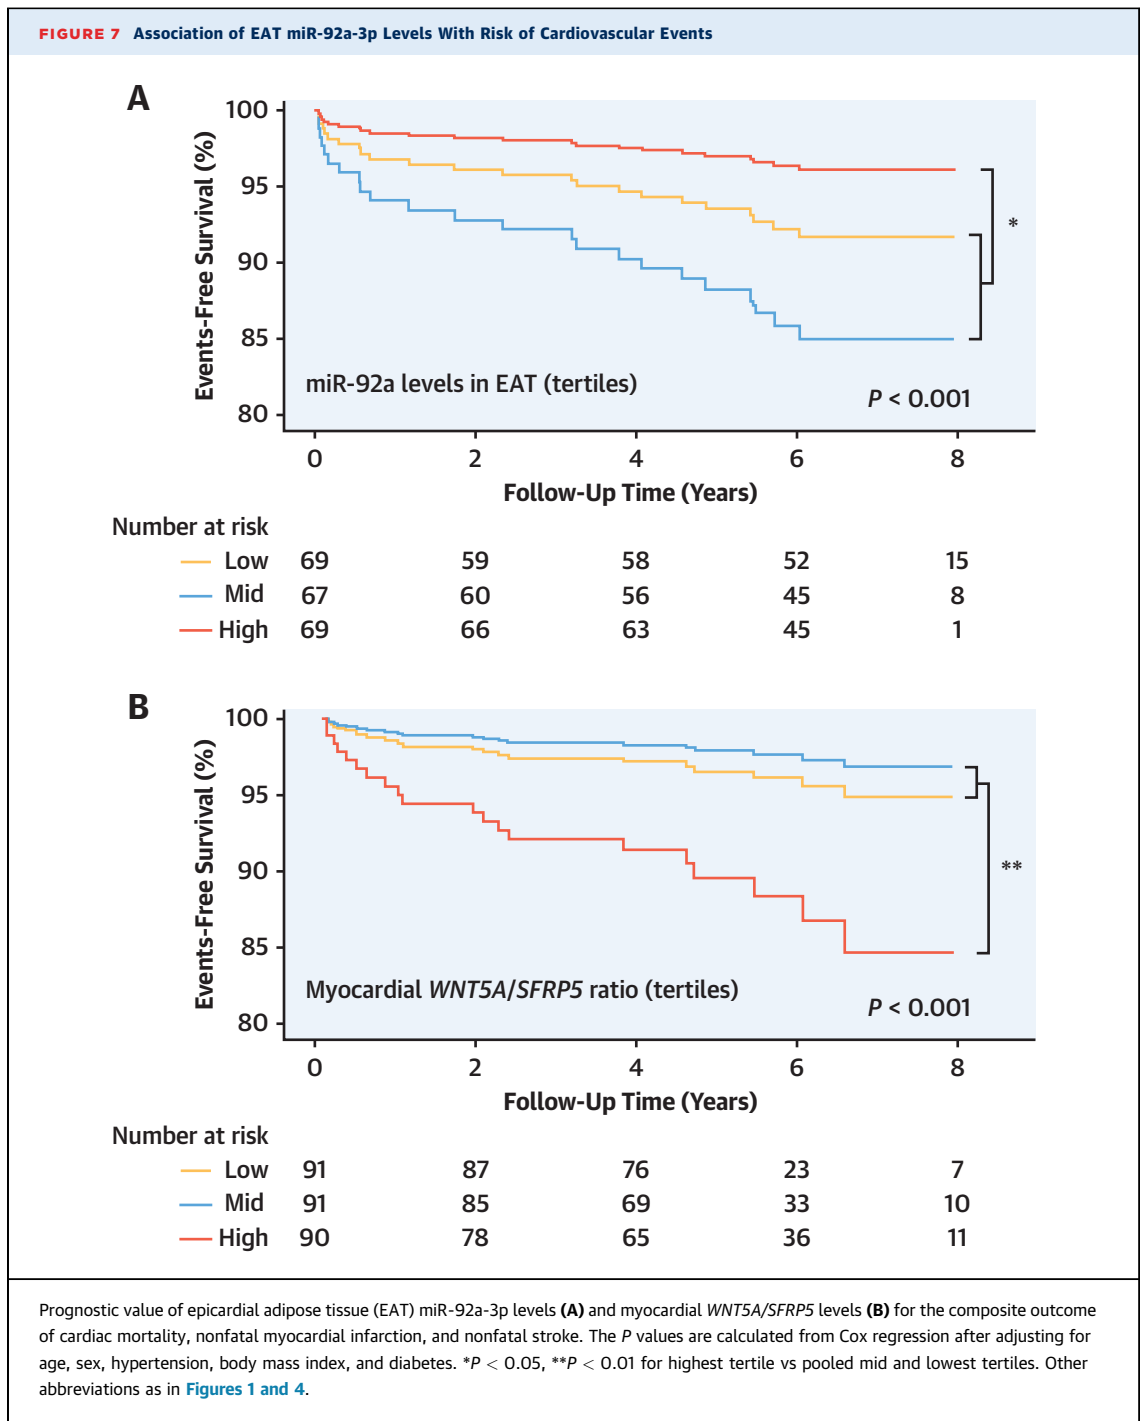 FIGURE 7 Association of EAT miR-92a-3p Levels With Risk of Cardiovascular Events
A
Events-Free Survival (%)
100
95
90
85
80
*
miR-92a levels in EAT (tertiles)
P < 0.001
0 2 4 6 8
Follow-Up Time (Years)
Number at risk
Low 69 59 58 52 15
Mid 67 60 56 45 8
High 69 66 63 45 1
B
Events-Free Survival (%)
100
95
90
85
80
**
Myocardial WNT5A/SFRP5 ratio (tertiles)
P < 0.001
0 2 4 6 8
Follow-Up Time (Years)
Number at risk
Low 91 87 76 23 7
Mid 91 85 69 33 10
High 90 78 65 36 11
Prognostic value of epicardial adipose tissue (EAT) miR-92a-3p levels (A) and myocardial WNT5A/SFRP5 levels (B) for the composite outcome
of cardiac mortality, nonfatal myocardial infarction, and nonfatal stroke. The P values are calculated from Cox regression after adjusting for
age, sex, hypertension, body mass index, and diabetes. *P < 0.05, **P < 0.01 for highest tertile vs pooled mid and lowest tertiles. Other
abbreviations as in Figures 1 and 4.